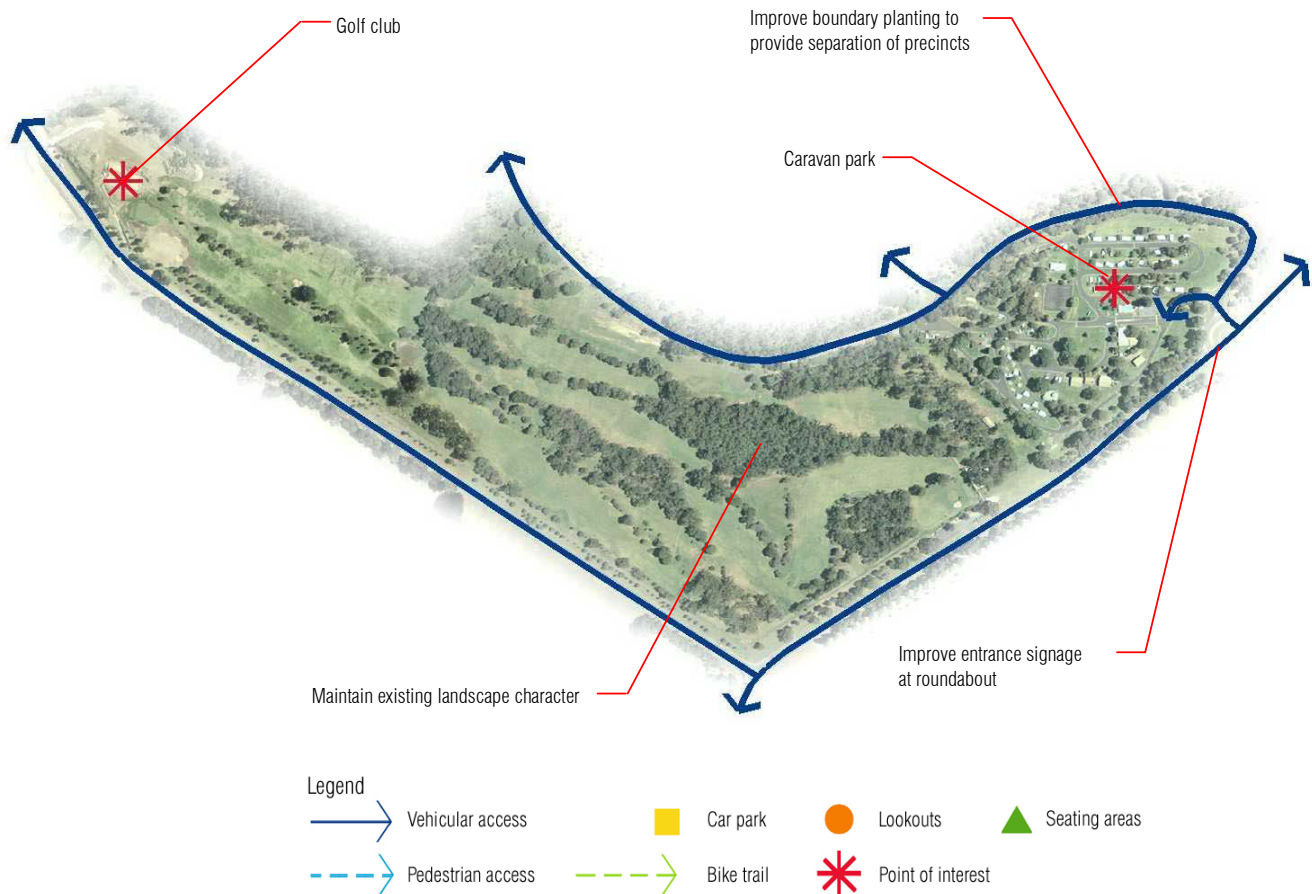 Golf club
Improve boundary planting to
provide separation of precincts
Caravan park
Improve entrance signage
at roundabout
Maintain existing landscape character
Legend
Vehicular access
Car park
Lookouts
Seating areas
Pedestrian access
Bike trail
Point of interest